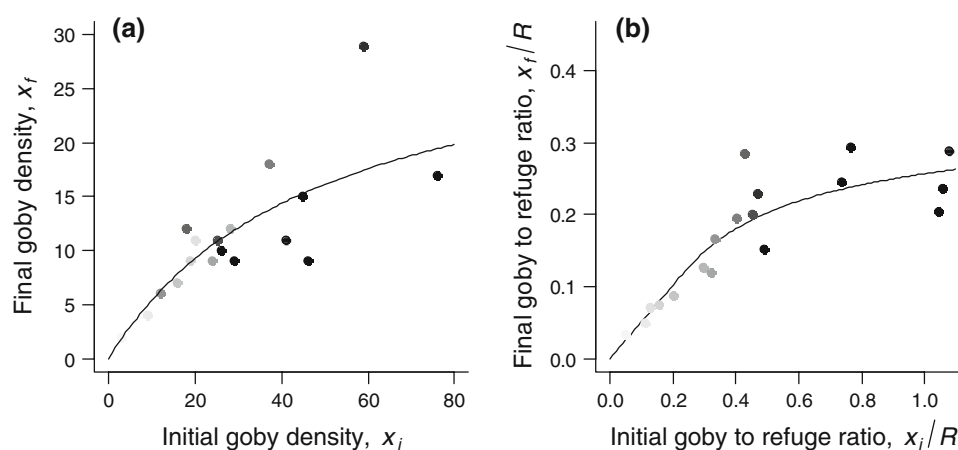 (a)
Final goby density, x_f
30
25
20
15
10
5
0
0 20 40 60 80
Initial goby density, x_i
(b)
Final goby to refuge ratio, x_f/R
0.4
0.3
0.2
0.1
0.0
0.0 0.2 0.4 0.6 0.8 1.0
Initial goby to refuge ratio, x_i/R